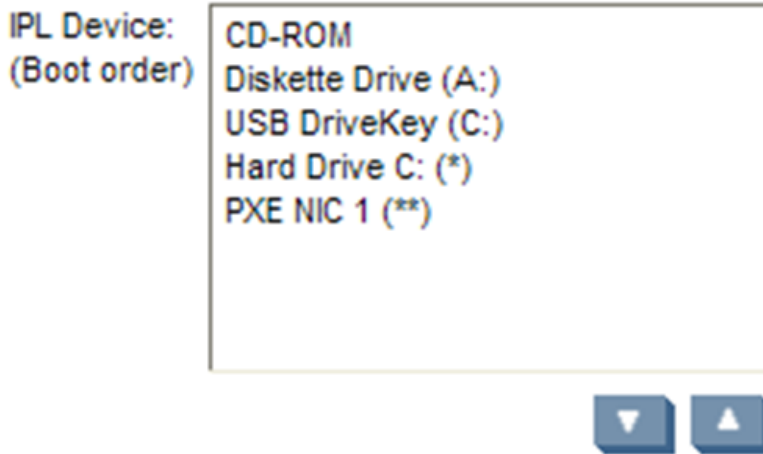 IPL Device:
(Boot order)
CD-ROM
Diskette Drive (A:)
USB DriveKey (C:)
Hard Drive C: (*)
PXE NIC 1 (**)